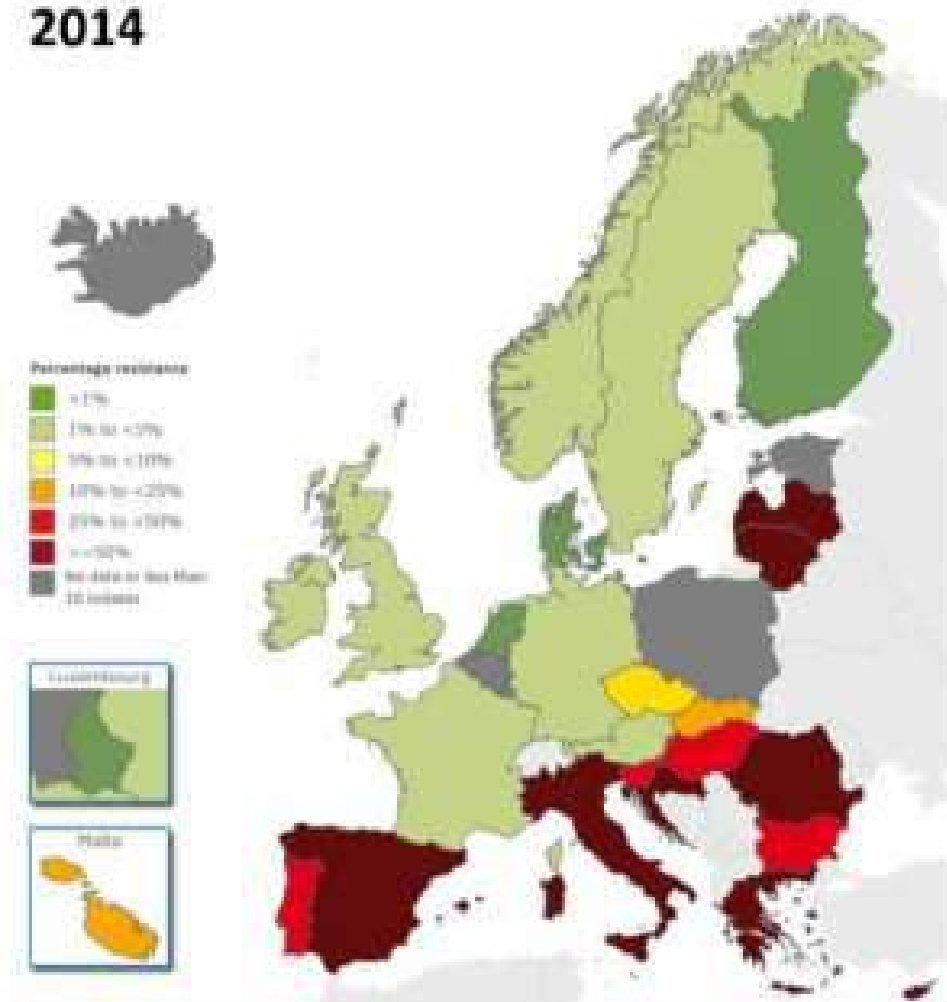 2014
Percentage resistance
<1%
1% to <5%
5% to <10%
10% to <25%
25% to <50%
No data or less than
10 isolates
Luxembourg
Malta